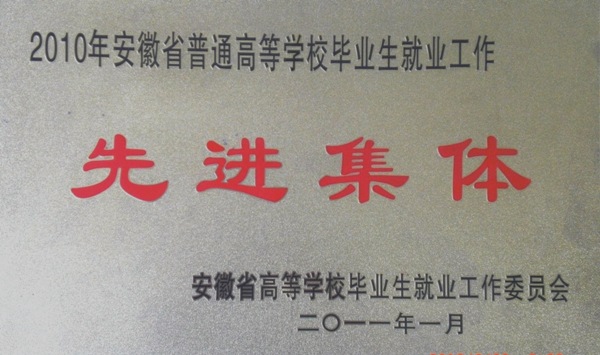 2010年安徽省普通高等学校毕业生就业工作
先进集体
安徽省高等学校毕业生就业工作委员会
二〇一一年一月